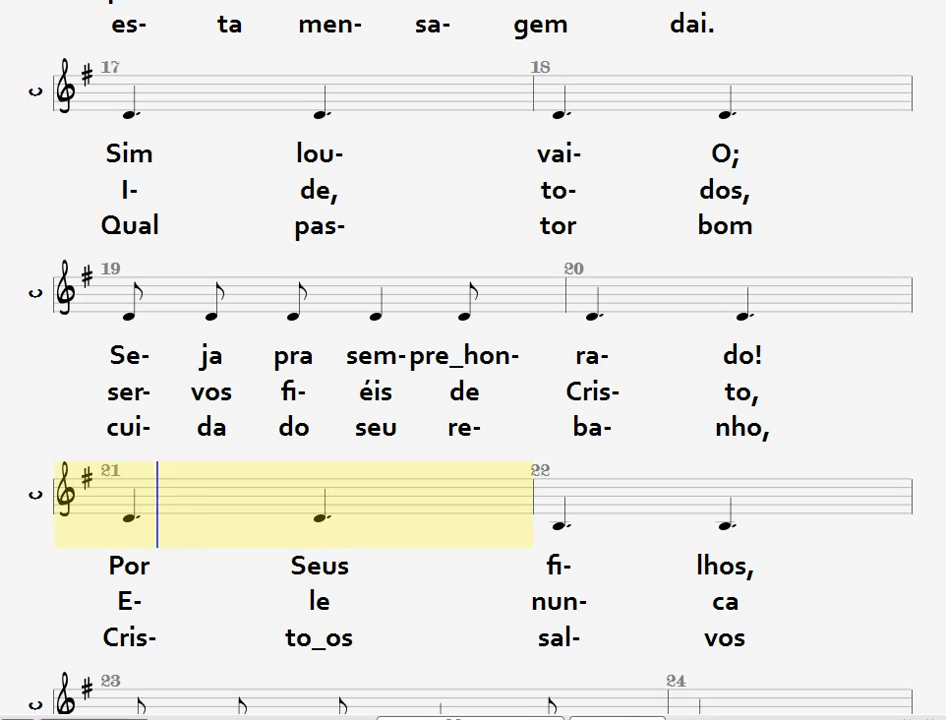 es- ta men- sa- gem dai.
17 18
Sim lou- vai- O;
I- de, to- dos,
Qual pas- tor bom
19 20
Se- ja pra sem- pre_hon- ra- do!
ser- vos fi- éis de Cris- to,
cui- da do seu re- ba- nho,
21 22
Por Seus fi- lhos,
E- le nun- ca
Cris- to_os sal- vos
23 24